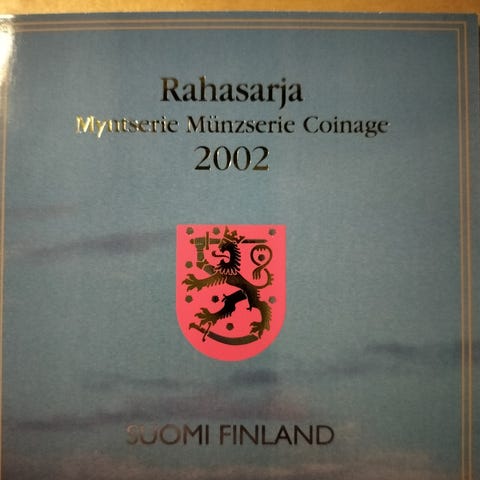 Rahasarja
Myntserie Münzserie Coinage
2002
SUOMI FINLAND